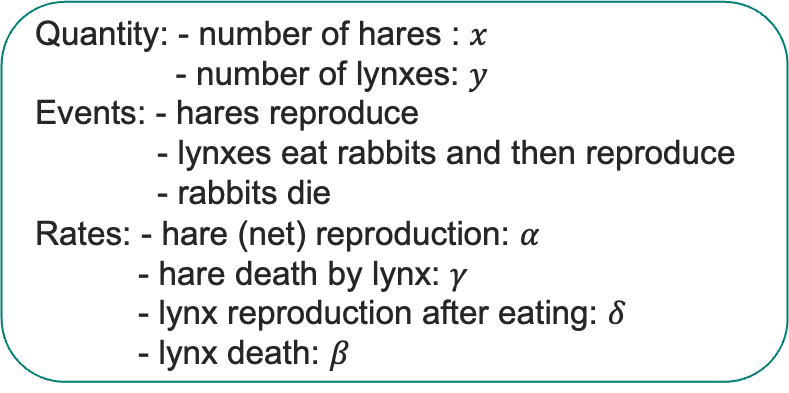 Quantity: - number of hares : 𝑥
- number of lynxes: 𝑦
Events: - hares reproduce
- lynxes eat rabbits and then reproduce
- rabbits die
Rates: - hare (net) reproduction: 𝛼
- hare death by lynx: 𝛾
- lynx reproduction after eating: 𝛿
- lynx death: 𝛽